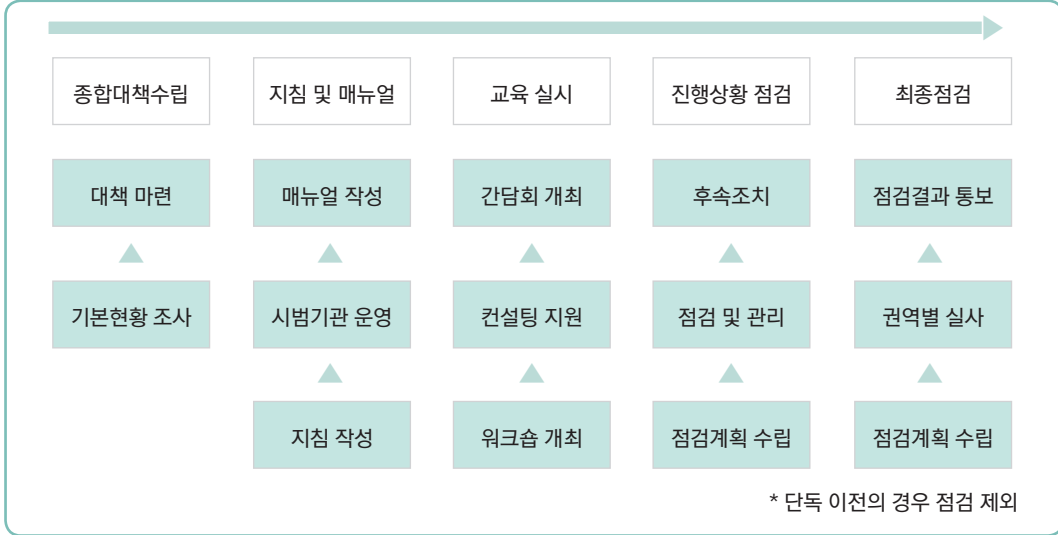 종합대책수립
지침 및 매뉴얼
교육 실시
진행상황 점검
최종점검
대책 마련
매뉴얼 작성
간담회 개최
후속조치
점검결과 통보
기본현황 조사
시범기관 운영
컨설팅 지원
점검 및 관리
권역별 실사
지침 작성
워크숍 개최
점검계획 수립
점검계획 수립
* 단독 이전의 경우 점검 제외